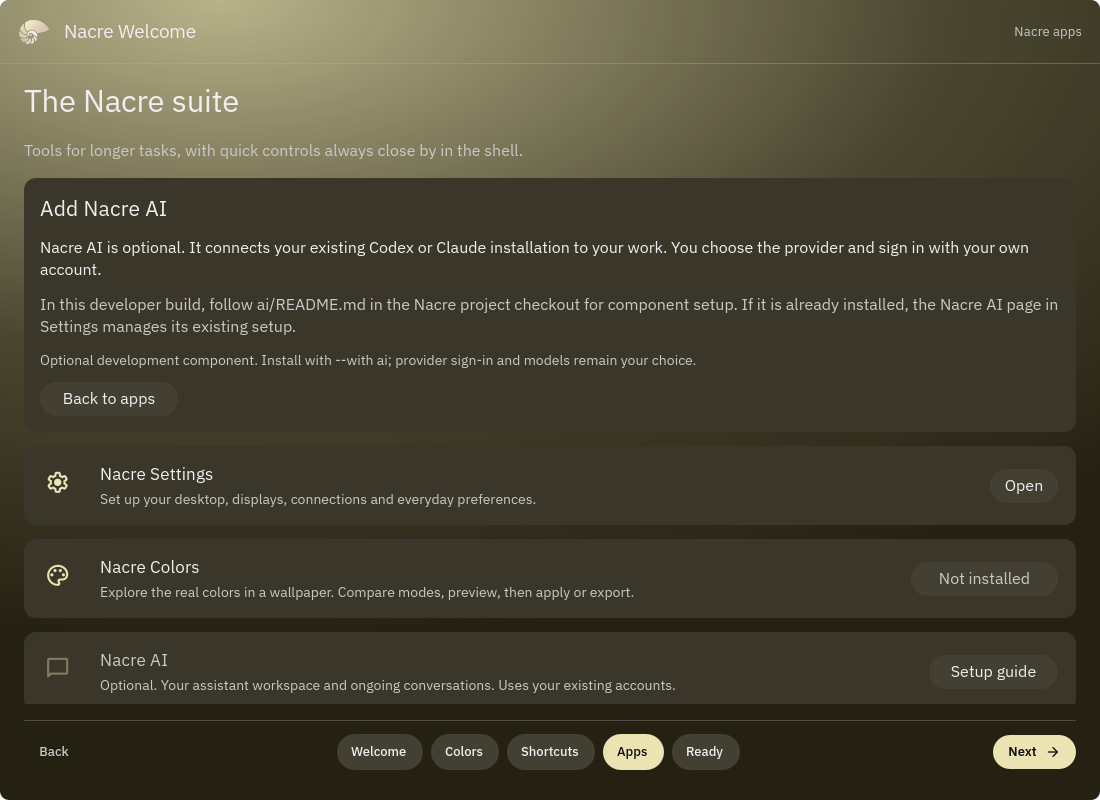 Nacre Welcome
Nacre apps
The Nacre suite
Tools for longer tasks, with quick controls always close by in the shell.
Add Nacre AI
Nacre AI is optional. It connects your existing Codex or Claude installation to your work. You choose the provider and sign in with your own
account.
In this developer build, follow ai/README.md in the Nacre project checkout for component setup. If it is already installed, the Nacre AI page in
Settings manages its existing setup.
Optional development component. Install with --with ai; provider sign-in and models remain your choice.
Back to apps
Nacre Settings
Set up your desktop, displays, connections and everyday preferences.
Open
Nacre Colors
Explore the real colors in a wallpaper. Compare modes, preview, then apply or export.
Not installed
Nacre AI
Optional. Your assistant workspace and ongoing conversations. Uses your existing accounts.
Setup guide
Back
Welcome
Colors
Shortcuts
Apps
Ready
Next